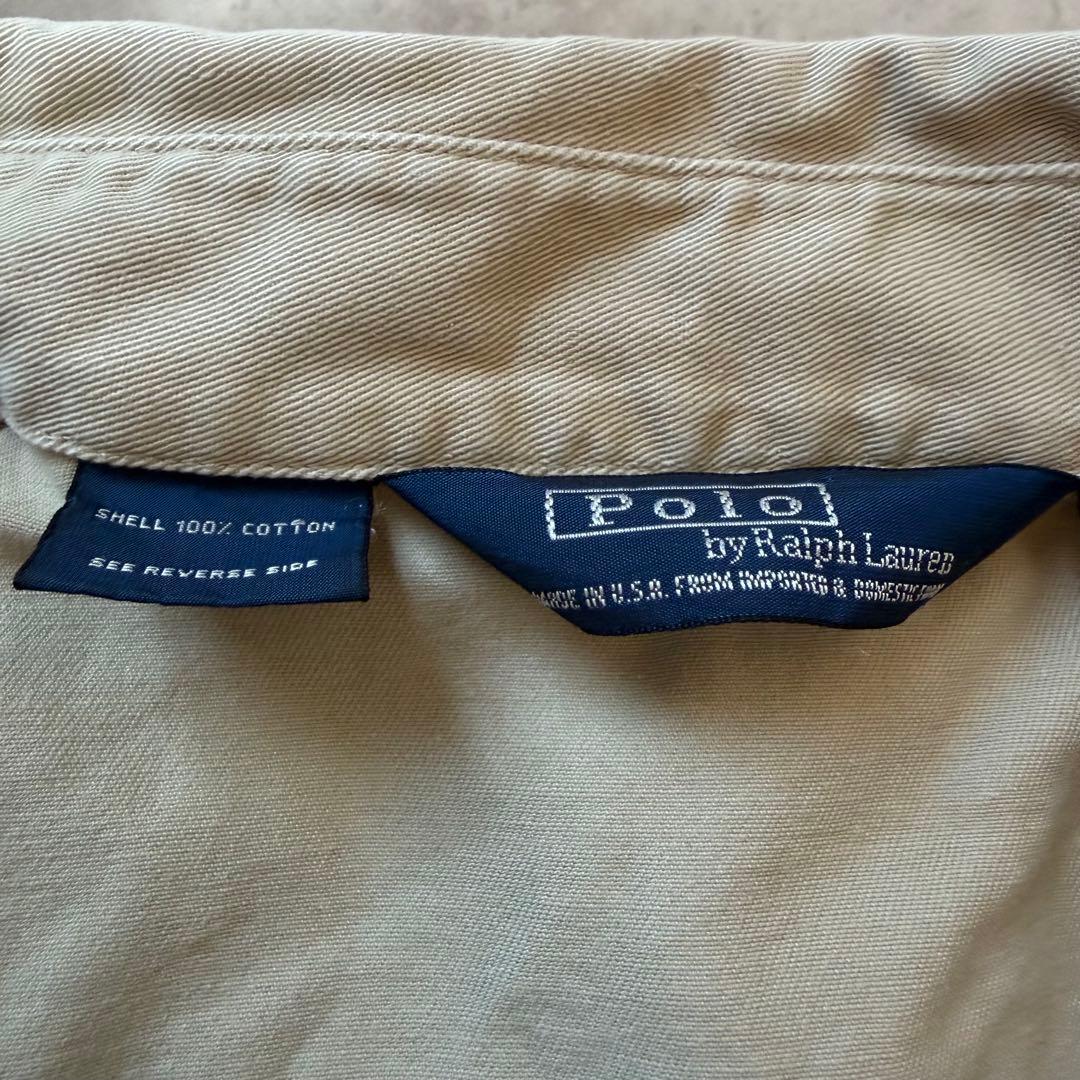 SHELL 100% COTTON
SEE REVERSE SIDE
Polo
by Ralph Lauren
MADE IN U.S.A. FROM IMPORTED & DOMESTIC